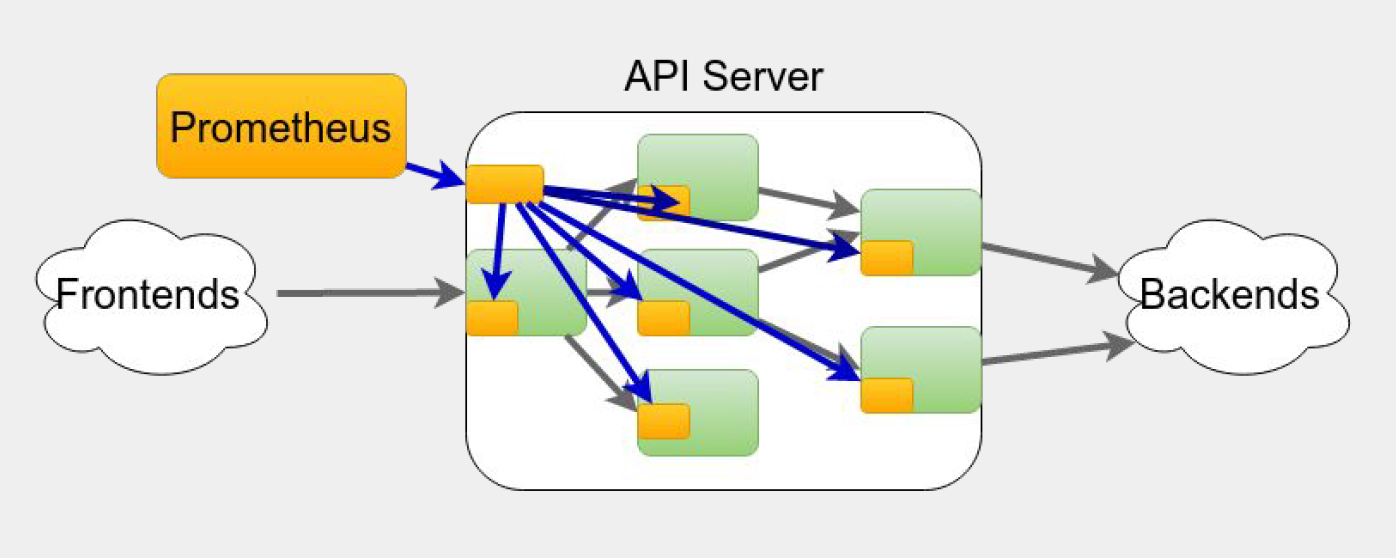 API Server
Prometheus
Frontends
Backends